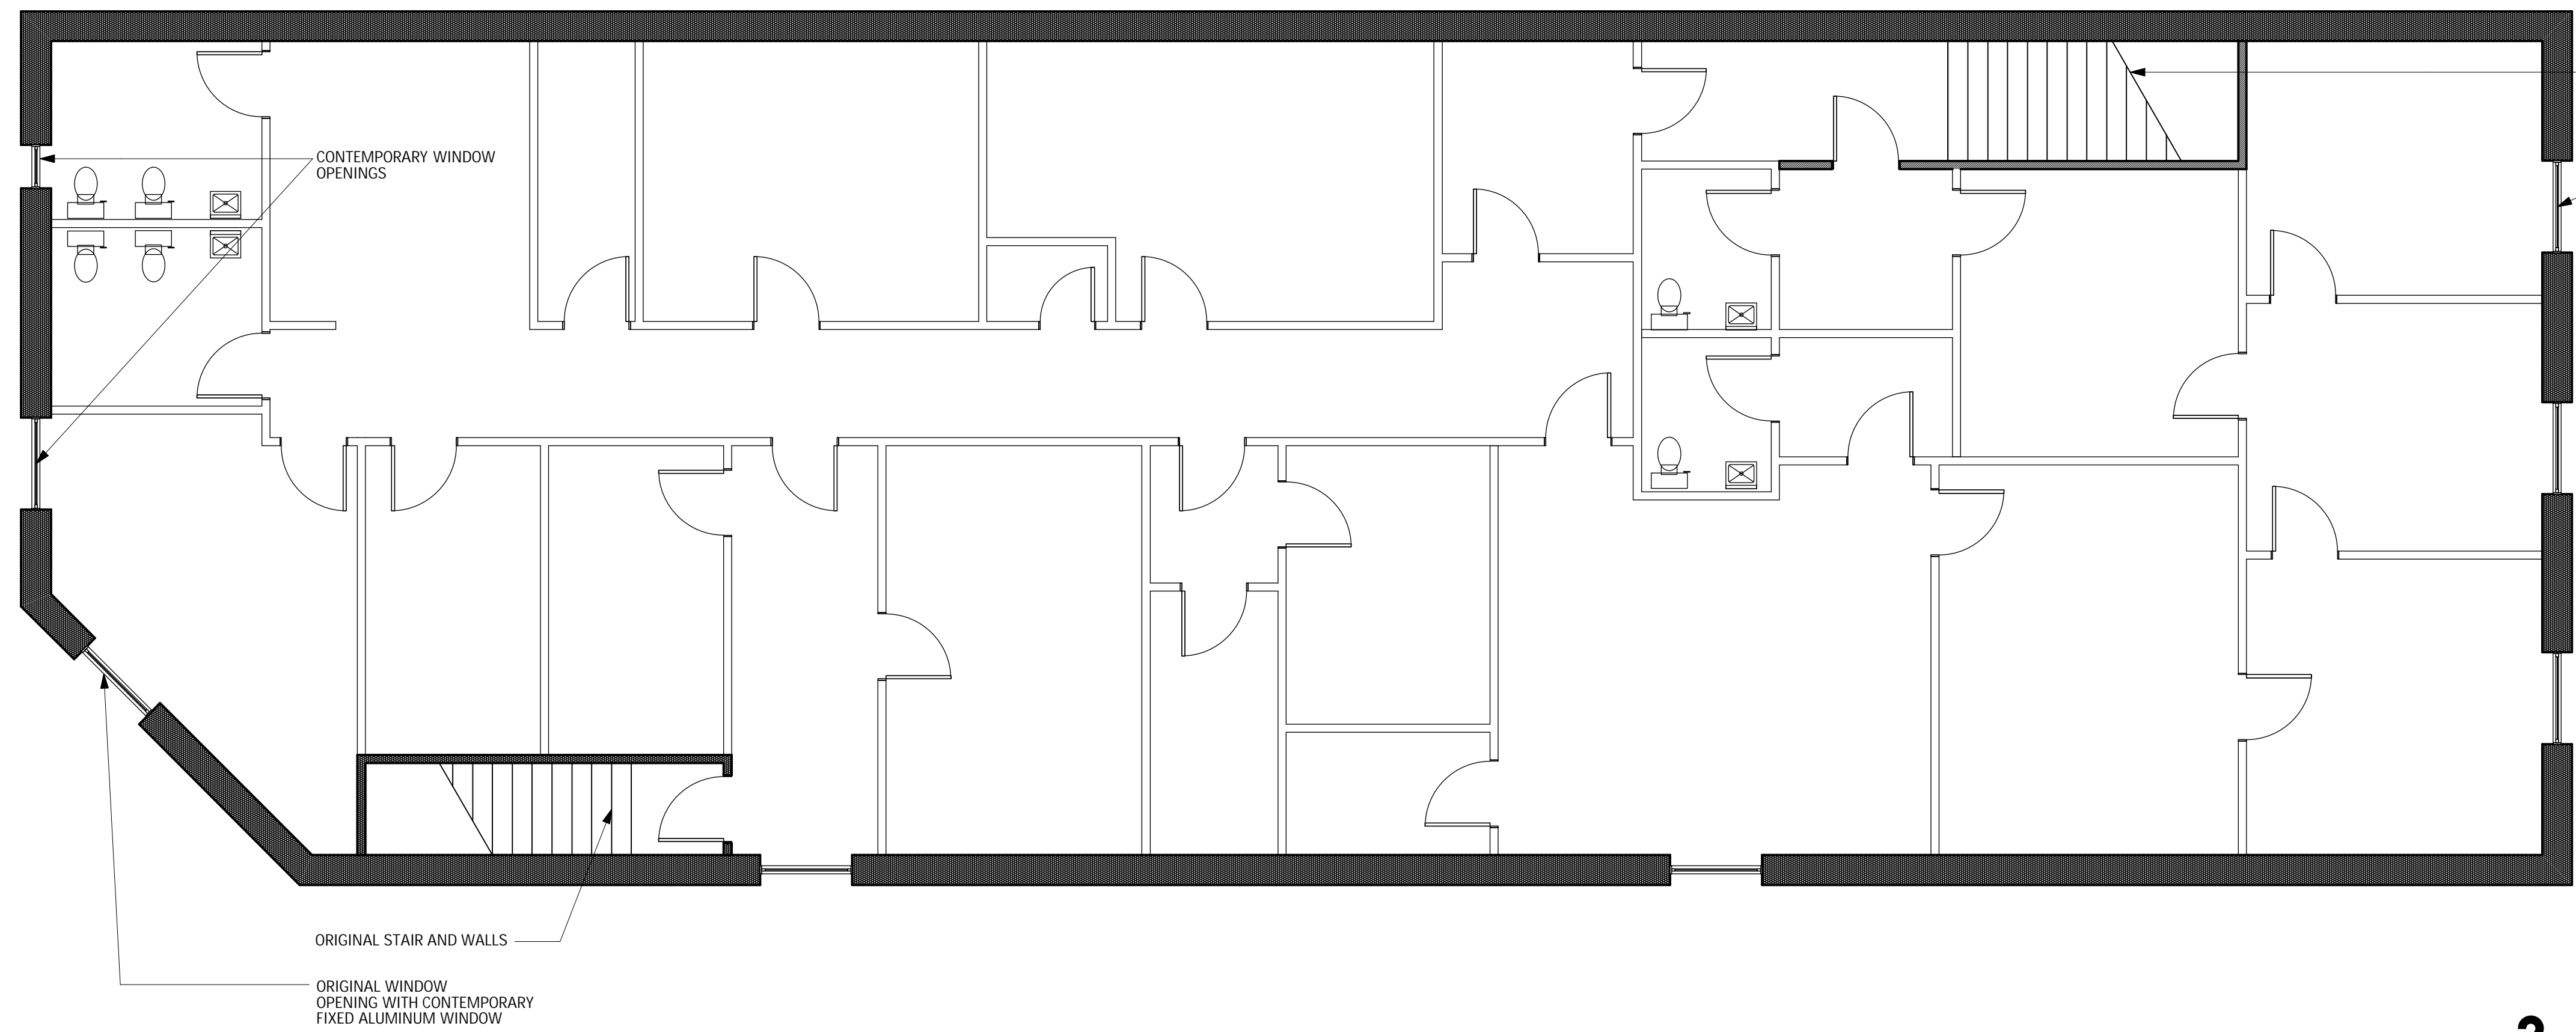 CONTEMPORARY WINDOW
OPENINGS
ORIGINAL STAIR AND WALLS
ORIGINAL WINDOW
OPENING WITH CONTEMPORARY
FIXED ALUMINUM WINDOW